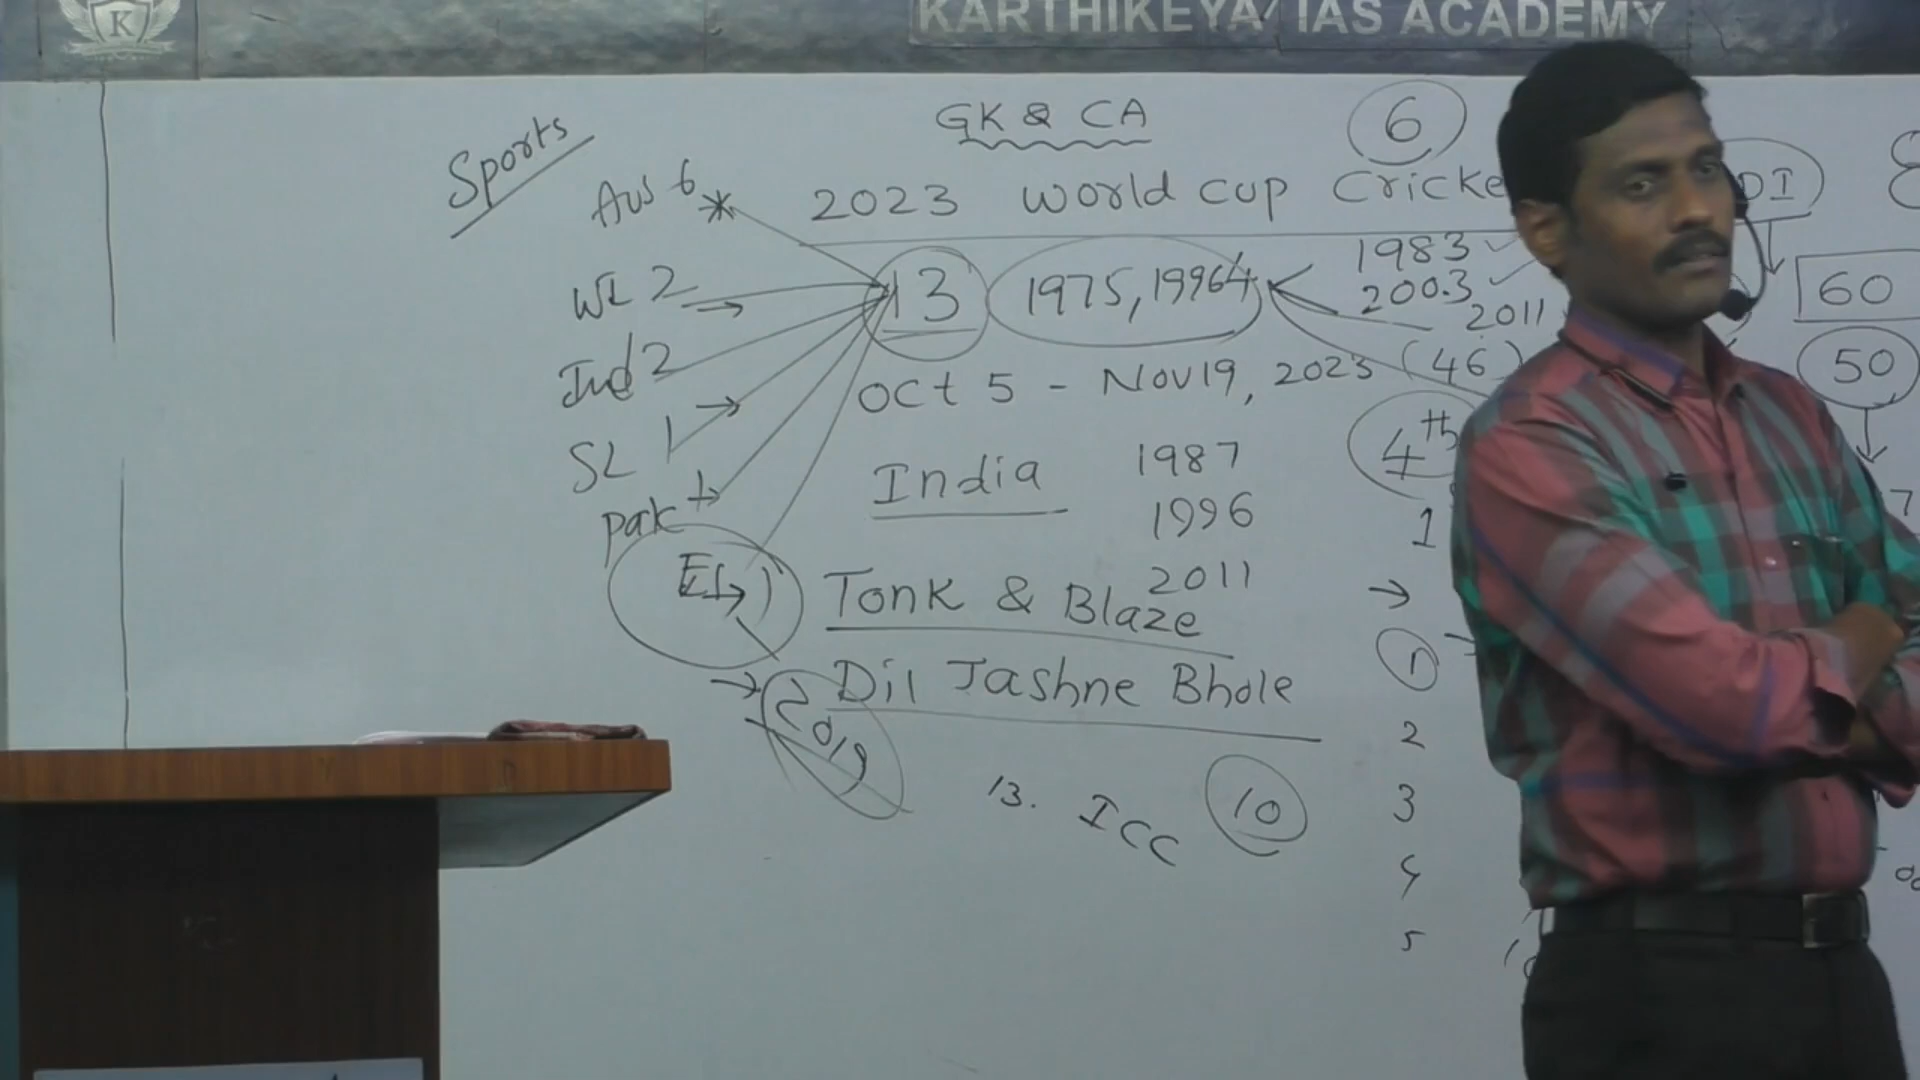 K
KARTHIKEYA IAS ACADEMY
GK & CA
6
Sports
2023 World cup Cricke
DI
Aus 6 *
WI 2
Ind 2
SL 1
Pak 1
13
1975, 1996
1983
2003
2011
60
50
Oct 5 - Nov 19, 2023 (46)
4th
India
1987
1996
2011
1
Tonk & Blaze
1
Dil Jashne Bhole
2019
2
13. ICC 10
3
4
5